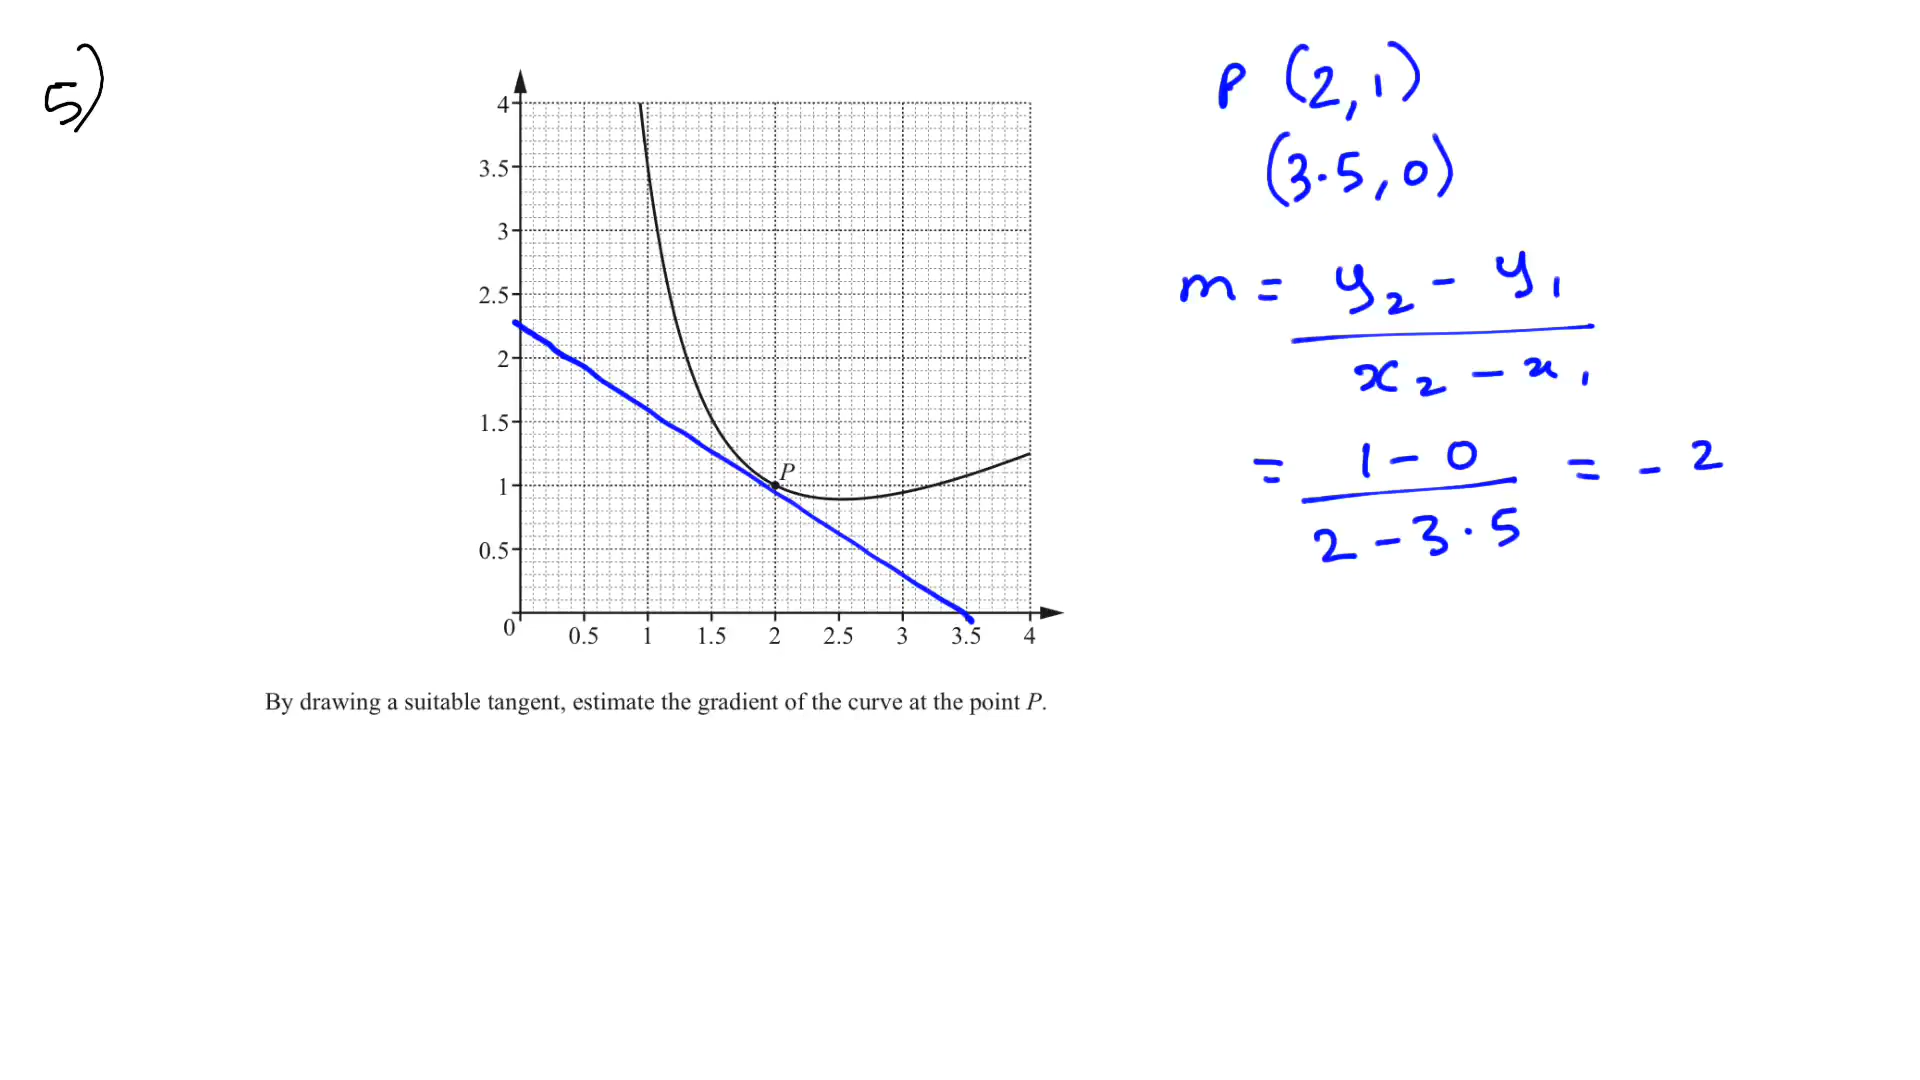 5)
P (2,1)
(3.5,0)
m = y₂ - y₁
x₂ - x₁
= 1 - 0 = - 2
2 - 3.5
4
3.5
3
2.5
2
1.5
1
0.5
P
0 0.5 1 1.5 2 2.5 3 3.5 4
By drawing a suitable tangent, estimate the gradient of the curve at the point P.